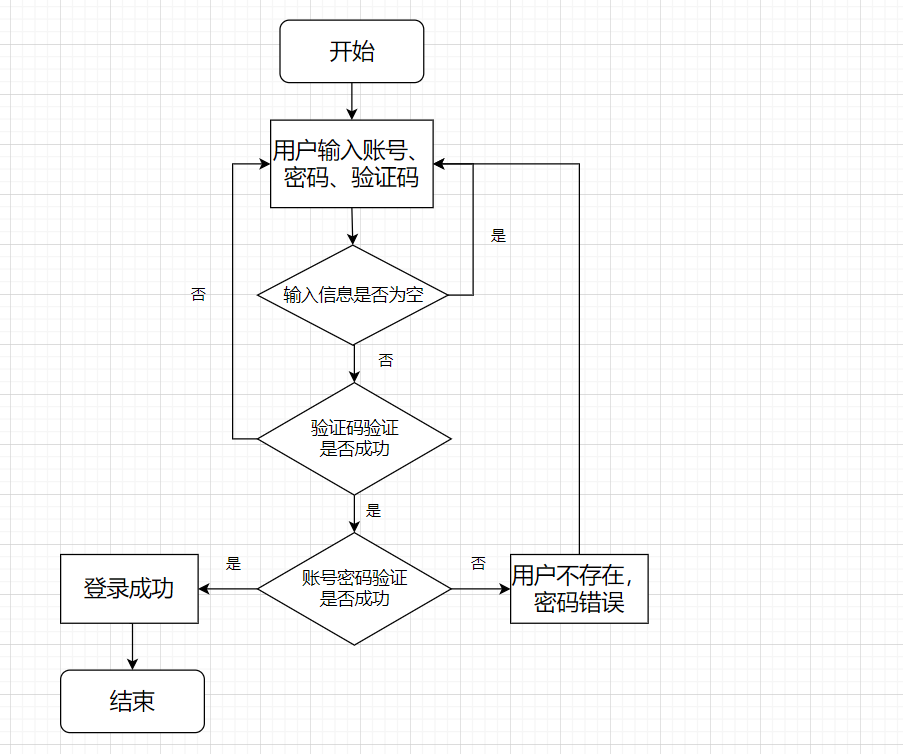 开始
用户输入账号、
密码、验证码
是
否
输入信息是否为空
否
验证码验证
是否成功
是
是
否
账号密码验证
是否成功
登录成功
用户不存在，
密码错误
结束